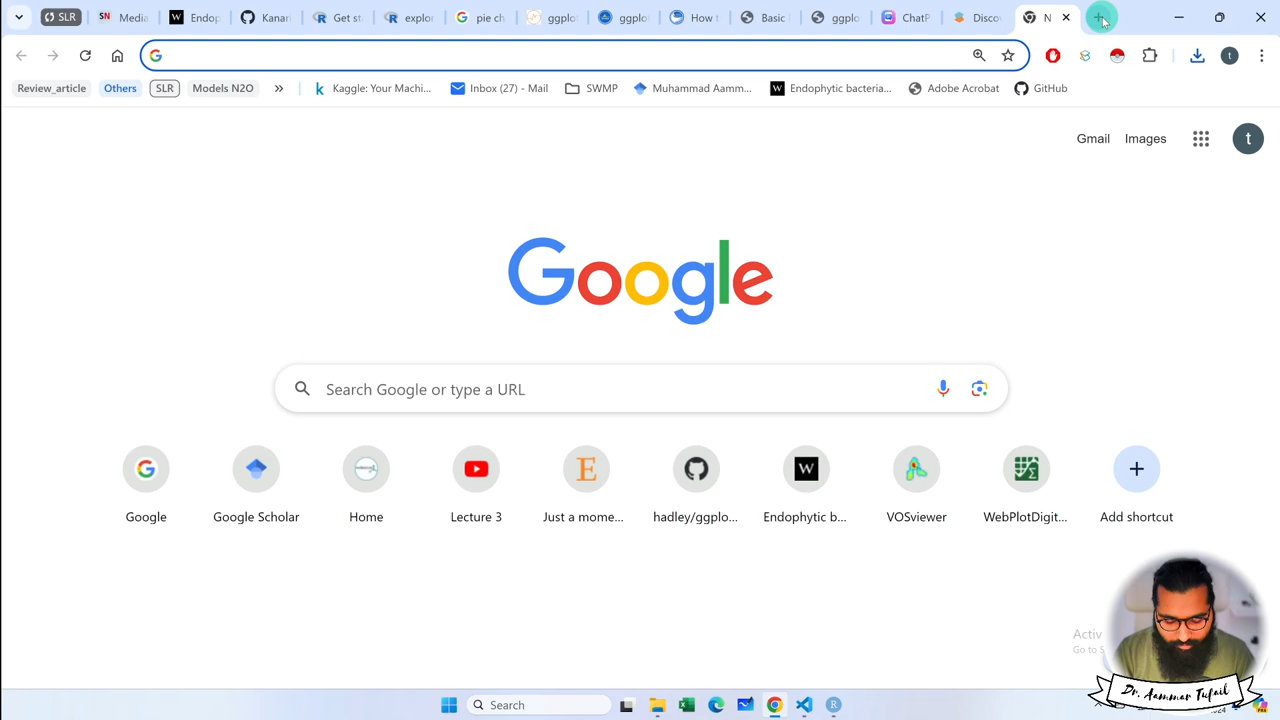 SLR
Media
Endop
Kanari
Get st
explor
pie ch
ggplo
ggplo
How t
Basic
ggplo
ChatP
Disco
N
Review_article
Others
SLR
Models N2O
Kaggle: Your Machi...
Inbox (27) - Mail
SWMP
Muhammad Aamm...
Endophytic bacteria...
Adobe Acrobat
GitHub
t
Gmail
Images
t
Google
Search Google or type a URL
Google
Google Scholar
Home
Lecture 3
Just a mome...
hadley/ggplo...
Endophytic b...
VOSviewer
WebPlotDigit...
Add shortcut
Activ
Go to S
Dr. Aammar Tufail
Search